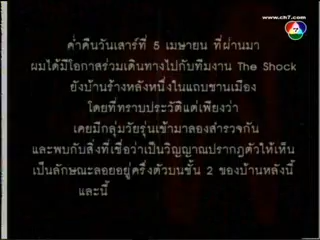 www.ch7.com
ค่ำคืนวันเสาร์ที่ 5 เมษายน ที่ผ่านมา
ผมได้มีโอกาสร่วมเดินทางไปกับทีมงาน The Shock
ยังบ้านร้างหลังหนึ่งในแถบชานเมือง
โดยที่ทราบประวัติแต่เพียงว่า
เคยมีกลุ่มวัยรุ่นเข้ามาลองสำรวจกัน
และพบกับสิ่งที่เชื่อว่าเป็นวิญญาณปรากฏตัวให้เห็น
เป็นลักษณะลอยอยู่ครึ่งตัวบนชั้น 2 ของบ้านหลังนี้
และนี้